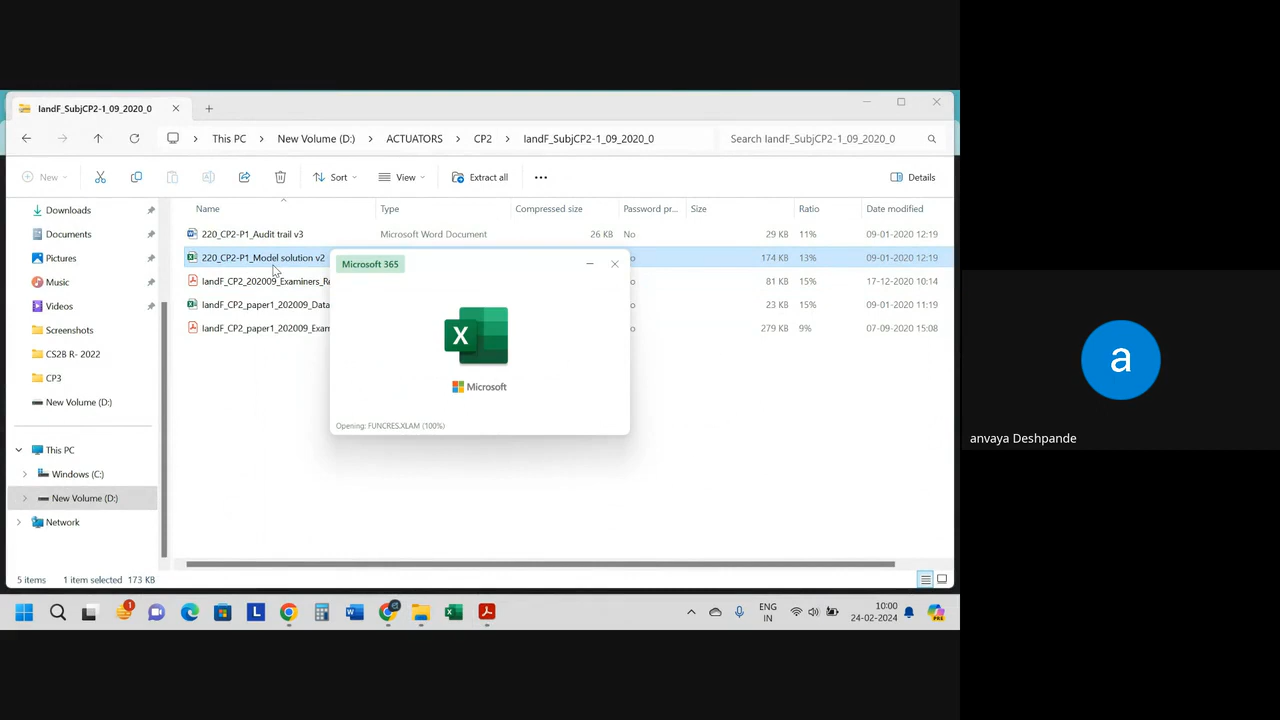 IandF_SubjCP2-1_09_2020_0
This PC > New Volume (D:) > ACTUATORS > CP2 > IandF_SubjCP2-1_09_2020_0
Search IandF_SubjCP2-1_09_2020_0
New
Sort
View
Extract all
Details
Name Type Compressed size Password pr... Size Ratio Date modified
Downloads
Documents
Pictures
Music
Videos
Screenshots
CS2B R- 2022
CP3
New Volume (D:)
This PC
Windows (C:)
New Volume (D:)
Network
220_CP2-P1_Audit trail v3 Microsoft Word Document 26 KB No 29 KB 11% 09-01-2020 12:19
220_CP2-P1_Model solution v2 174 KB 13% 09-01-2020 12:19
IandF_CP2_202009_Examiners_Re 81 KB 15% 17-12-2020 10:14
IandF_CP2_paper1_202009_Data 23 KB 15% 09-01-2020 11:19
IandF_CP2_paper1_202009_Exam 279 KB 9% 07-09-2020 15:08
Microsoft 365
X
Microsoft
Opening: FUNCRES.XLAM (100%)
5 items 1 item selected 173 KB
ENG
IN
10:00
24-02-2024
a
anvaya Deshpande